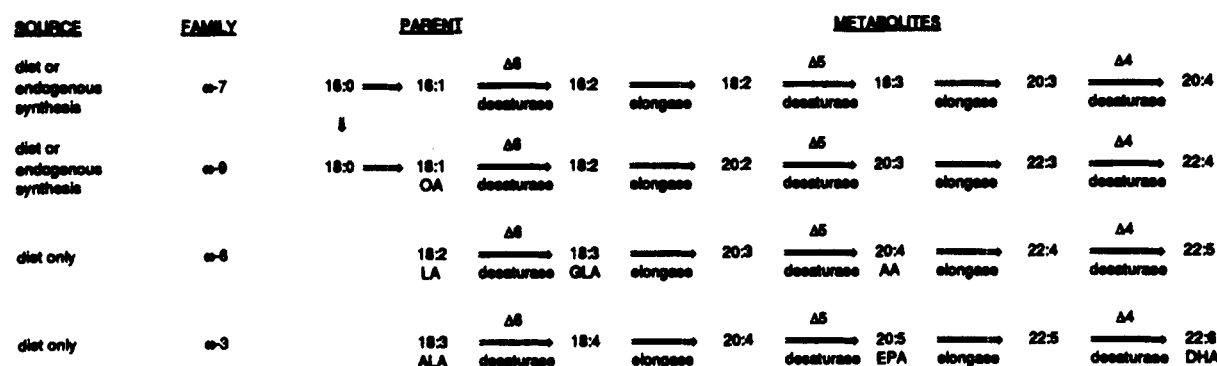 SOURCE FAMILY PARENT METABOLITES
diet or endogenous synthesis ω-7 16:0 16:1 Δ6 desaturase 16:2 elongase 18:2 Δ5 desaturase 18:3 elongase 20:3 Δ4 desaturase 20:4
diet or endogenous synthesis ω-9 18:0 18:1 OA Δ6 desaturase 18:2 elongase 20:2 Δ5 desaturase 20:3 elongase 22:3 Δ4 desaturase 22:4
diet only ω-6 18:2 LA Δ6 desaturase 18:3 GLA elongase 20:3 Δ5 desaturase 20:4 AA elongase 22:4 Δ4 desaturase 22:5
diet only ω-3 18:3 ALA Δ6 desaturase 18:4 elongase 20:4 Δ5 desaturase 20:5 EPA elongase 22:5 Δ4 desaturase 22:6 DHA